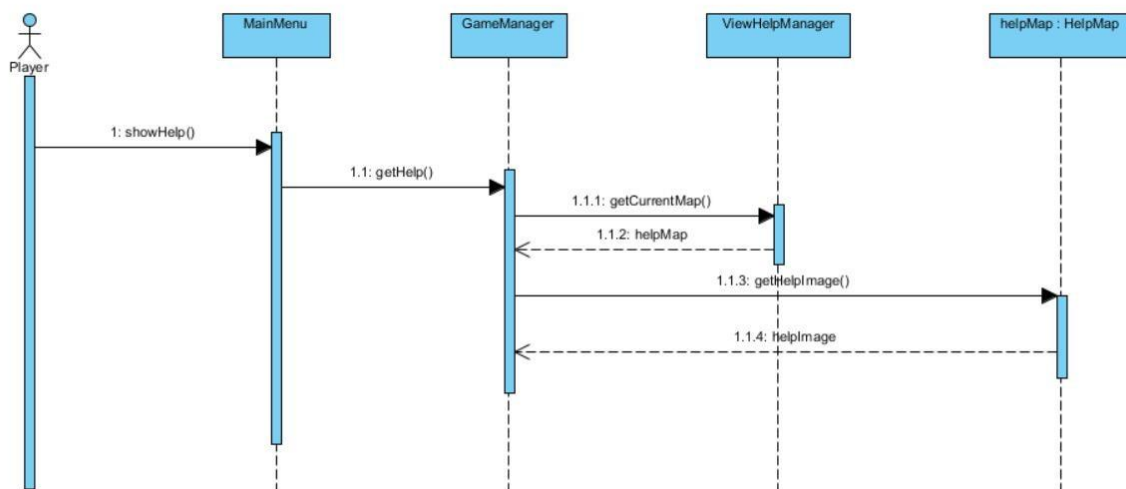 MainMenu
GameManager
ViewHelpManager
helpMap : HelpMap
Player
1: showHelp()
1.1: getHelp()
1.1.1: getCurrentMap()
1.1.2: helpMap
1.1.3: getHelpImage()
1.1.4: helpImage